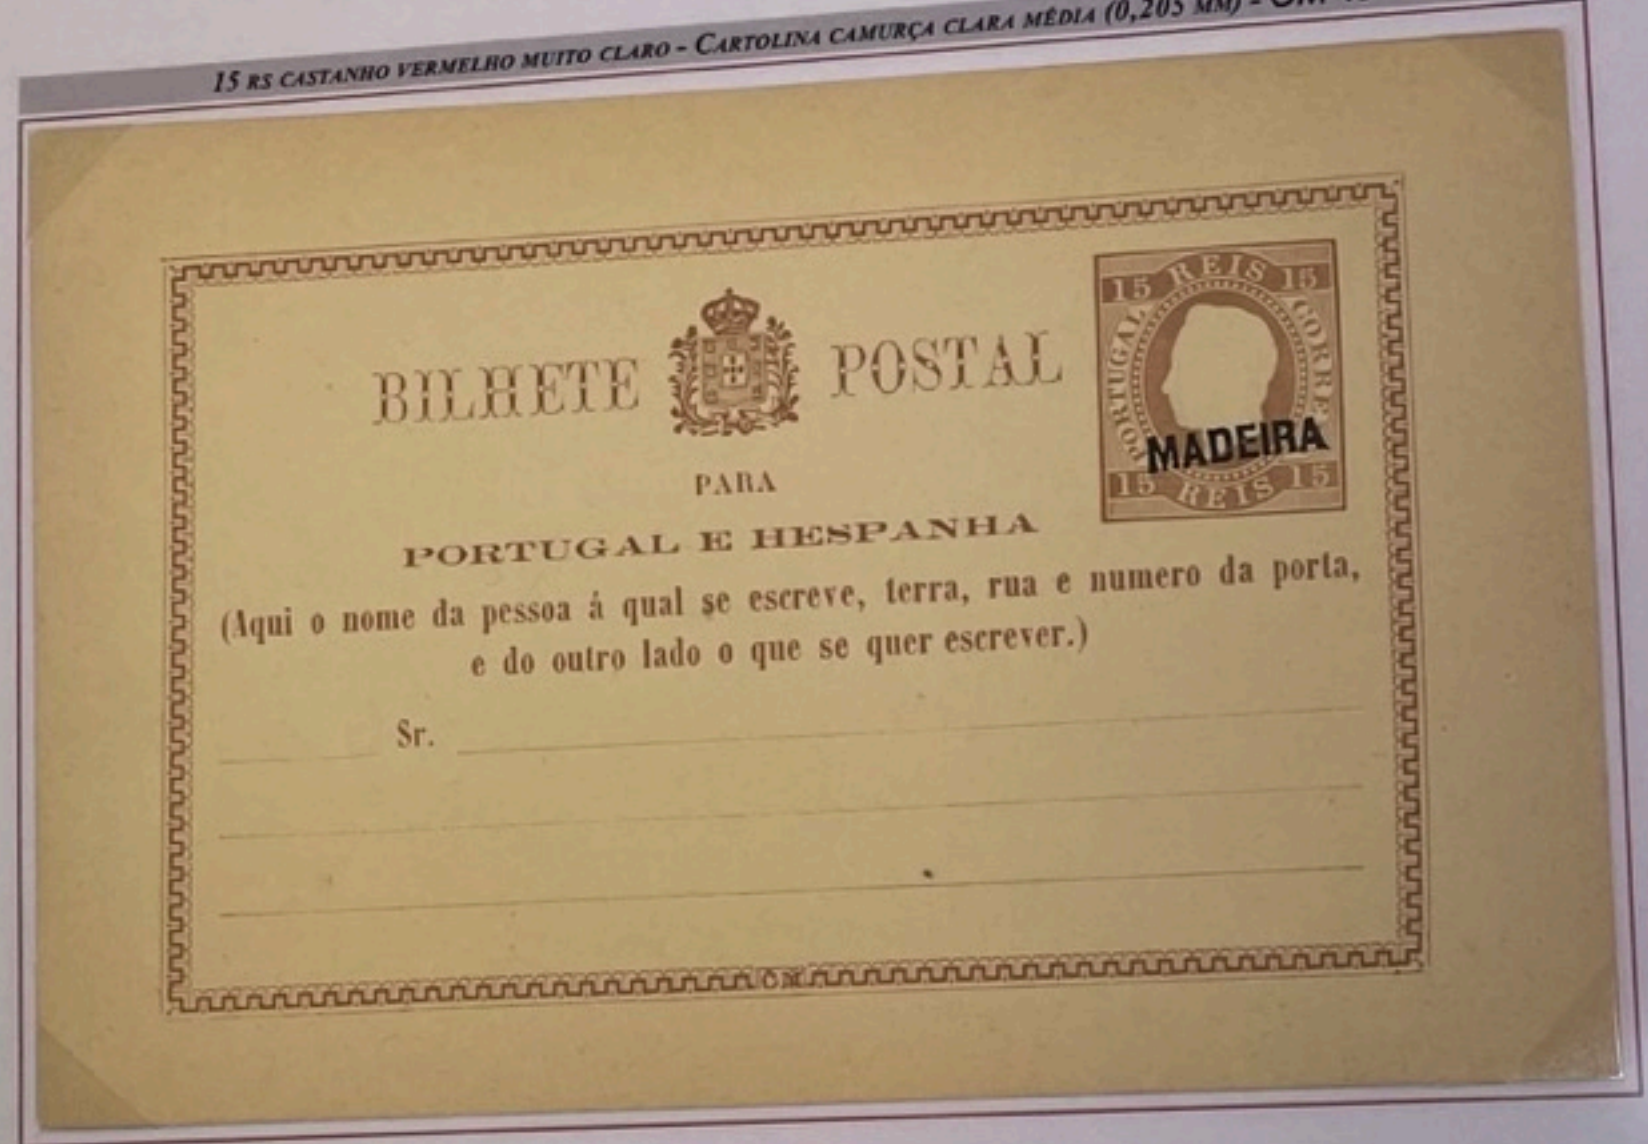 15 RS CASTANHO VERMELHO MUITO CLARO - CARTOLINA CAMURÇA CLARA MÉDIA (0,205 MM) -
BILHETE POSTAL
15 REIS 15
PORTUGAL
CORRE
MADEIRA
15 REIS 15
PARA
PORTUGAL E HESPANHA
(Aqui o nome da pessoa á qual se escreve, terra, rua e numero da porta,
e do outro lado o que se quer escrever.)
Sr.
CM